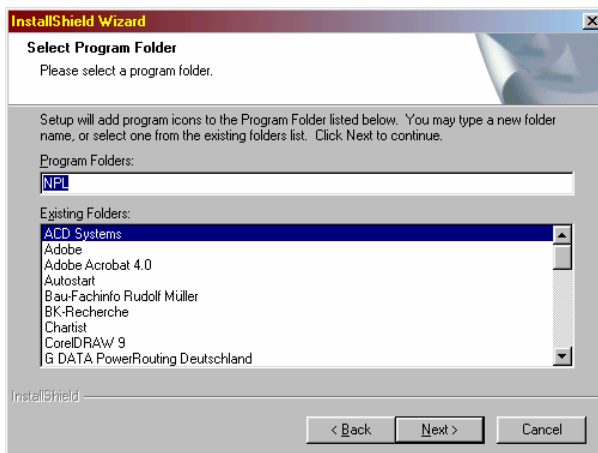 InstallShield Wizard
Select Program Folder
Please select a program folder.
Setup will add program icons to the Program Folder listed below. You may type a new folder
name, or select one from the existing folders list. Click Next to continue.
Program Folders:
NPL
Existing Folders:
ACD Systems
Adobe
Adobe Acrobat 4.0
Autostart
Bau-Fachinfo Rudolf Müller
BK-Recherche
Chartist
CorelDRAW 9
G DATA PowerRouting Deutschland
InstallShield
< Back Next > Cancel